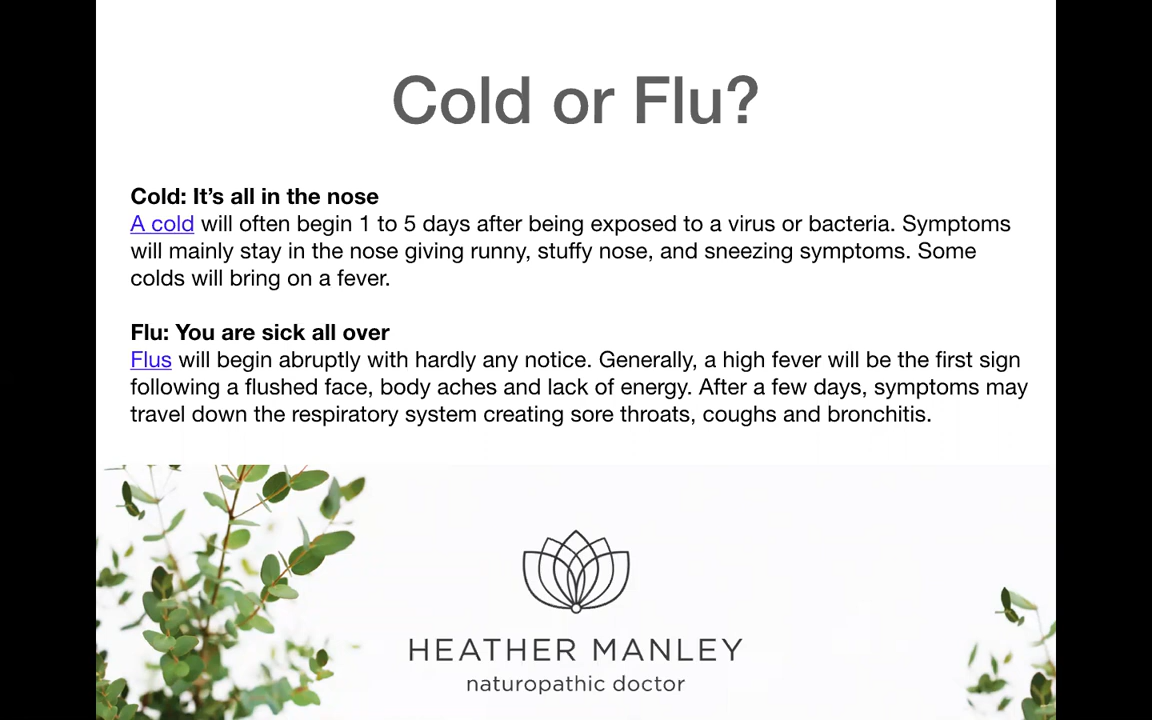 Cold or Flu?
Cold: It’s all in the nose
A cold will often begin 1 to 5 days after being exposed to a virus or bacteria. Symptoms
will mainly stay in the nose giving runny, stuffy nose, and sneezing symptoms. Some
colds will bring on a fever.
Flu: You are sick all over
Flus will begin abruptly with hardly any notice. Generally, a high fever will be the first sign
following a flushed face, body aches and lack of energy. After a few days, symptoms may
travel down the respiratory system creating sore throats, coughs and bronchitis.
HEATHER MANLEY
naturopathic doctor